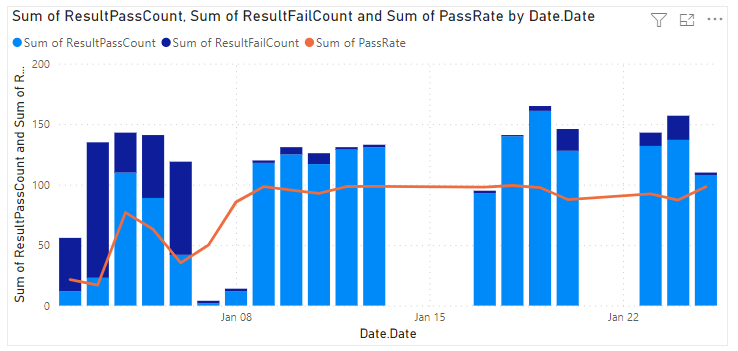 Sum of ResultPassCount, Sum of ResultFailCount and Sum of PassRate by Date.Date
Sum of ResultPassCount Sum of ResultFailCount Sum of PassRate
Sum of ResultPassCount and Sum of R...
200
150
100
50
0
Jan 08 Jan 15 Jan 22
Date.Date